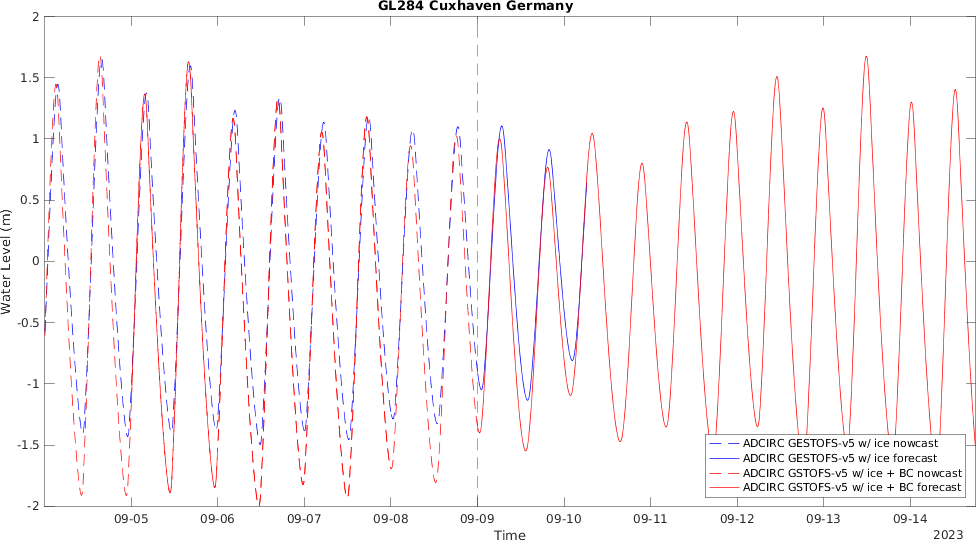 GL284 Cuxhaven Germany
2
1.5
1
0.5
0
-0.5
-1
-1.5
-2
Water Level (m)
09-05 09-06 09-07 09-08 09-09 09-10 09-11 09-12 09-13 09-14
Time
2023
ADCIRC GESTOFS-v5 w/ ice nowcast
ADCIRC GESTOFS-v5 w/ ice forecast
ADCIRC GSTOFS-v5 w/ ice + BC nowcast
ADCIRC GSTOFS-v5 w/ ice + BC forecast